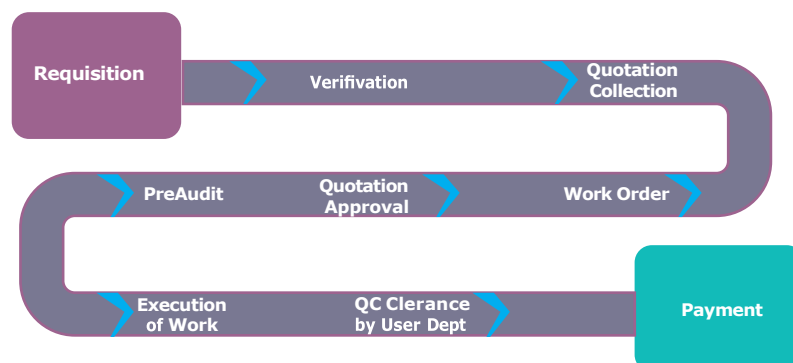 Requisition
Verifivation
Quotation
Collection
PreAudit
Quotation
Approval
Work Order
Execution
of Work
QC Clerance
by User Dept
Payment